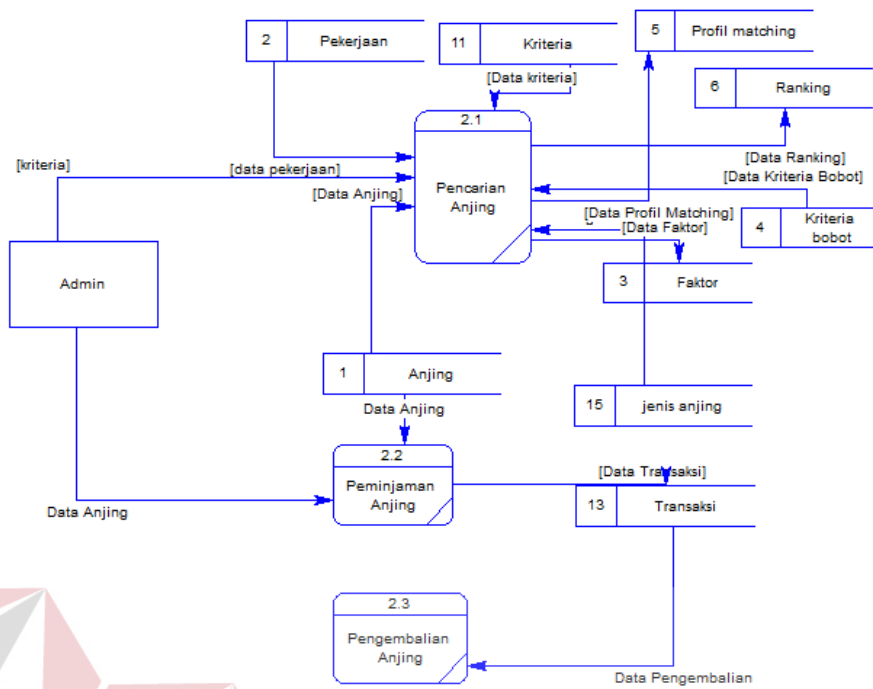 2
Pekerjaan
11
Kriteria
5
Profil matching
[Data kriteria]
6
Ranking
2.1
[kriteria]
[data pekerjaan]
[Data Ranking]
[Data Anjing]
Pencarian
Anjing
[Data Kriteria Bobot]
[Data Profil Matching]
[Data Faktor]
4
Kriteria
bobot
Admin
3
Faktor
1
Anjing
15
jenis anjing
Data Anjing
2.2
Peminjaman
Anjing
[Data Transaksi]
13
Transaksi
Data Anjing
2.3
Pengembalian
Anjing
Data Pengembalian